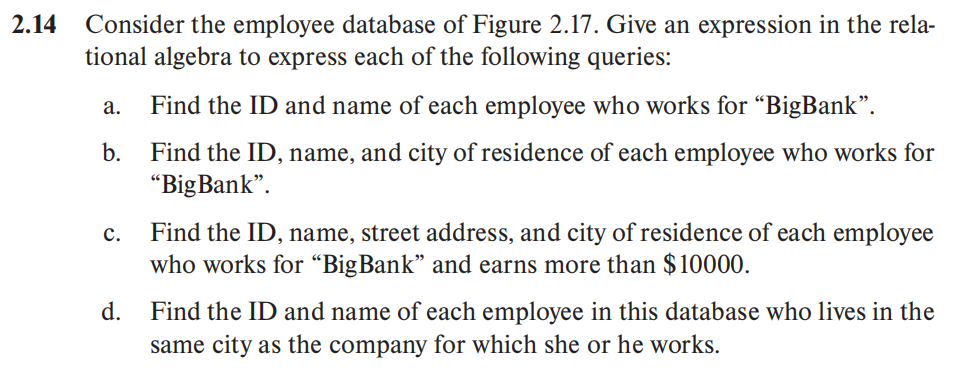 2.14 Consider the employee database of Figure 2.17. Give an expression in the rela-
tional algebra to express each of the following queries:
a. Find the ID and name of each employee who works for “BigBank”.
b. Find the ID, name, and city of residence of each employee who works for
“BigBank”.
c. Find the ID, name, street address, and city of residence of each employee
who works for “BigBank” and earns more than $10000.
d. Find the ID and name of each employee in this database who lives in the
same city as the company for which she or he works.